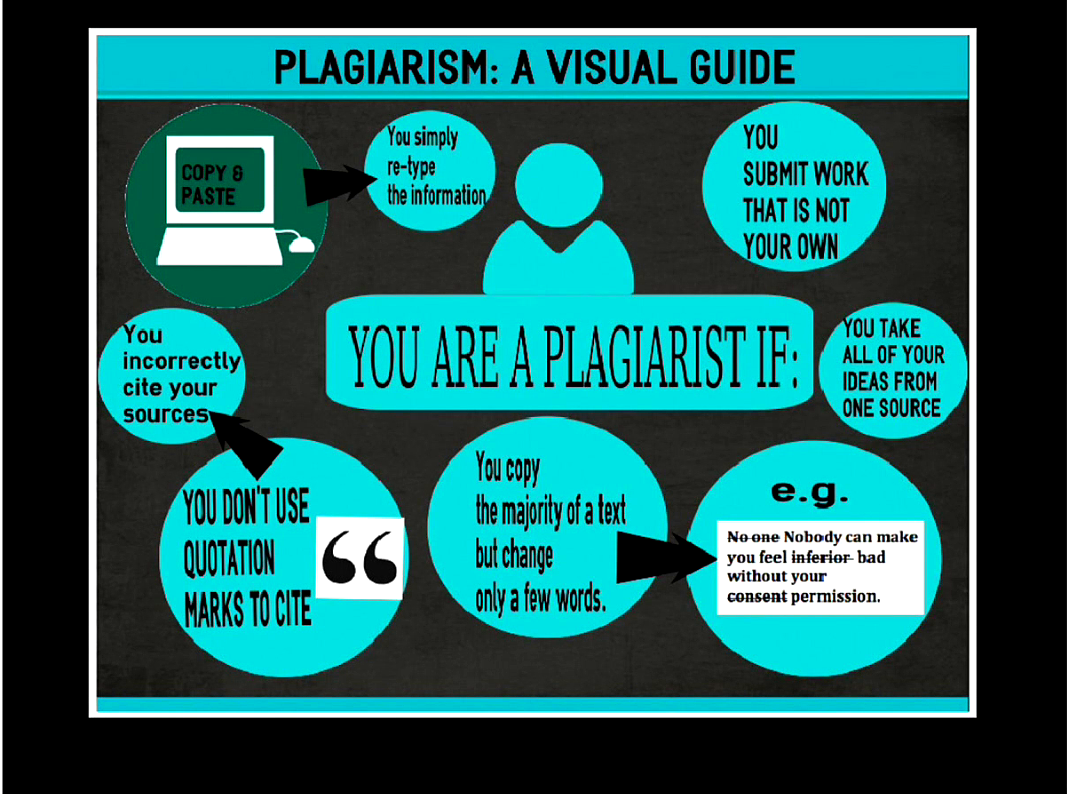 PLAGIARISM: A VISUAL GUIDE
COPY &
PASTE
You simply
re-type
the information
YOU
SUBMIT WORK
THAT IS NOT
YOUR OWN
YOU ARE A PLAGIARIST IF:
You
incorrectly
cite your
sources
YOU TAKE
ALL OF YOUR
IDEAS FROM
ONE SOURCE
YOU DON'T USE
QUOTATION
MARKS TO CITE
“
You copy
the majority of a text
but change
only a few words.
e.g.
No one Nobody can make
you feel inferior bad
without your
consent permission.